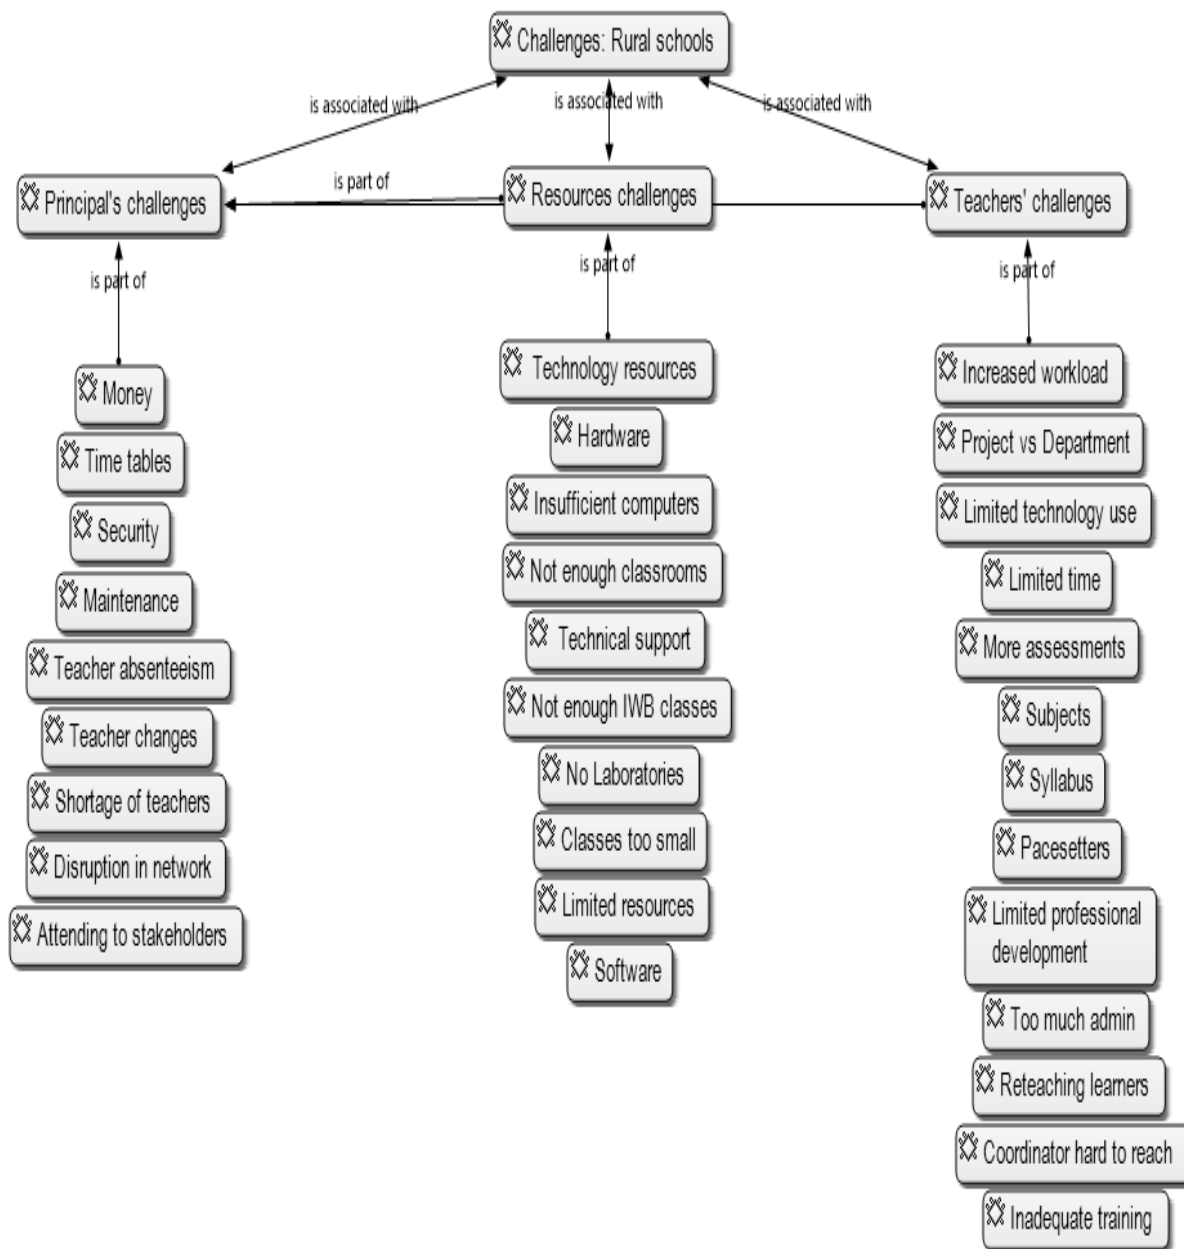 Challenges: Rural schools
is associated with
is associated with
is associated with
Principal's challenges
is part of
Resources challenges
Teachers' challenges
is part of
is part of
is part of
Money
Time tables
Security
Maintenance
Teacher absenteeism
Teacher changes
Shortage of teachers
Disruption in network
Attending to stakeholders
Technology resources
Hardware
Insufficient computers
Not enough classrooms
Technical support
Not enough IWB classes
No Laboratories
Classes too small
Limited resources
Software
Increased workload
Project vs Department
Limited technology use
Limited time
More assessments
Subjects
Syllabus
Pacesetters
Limited professional
development
Too much admin
Reteaching learners
Coordinator hard to reach
Inadequate training